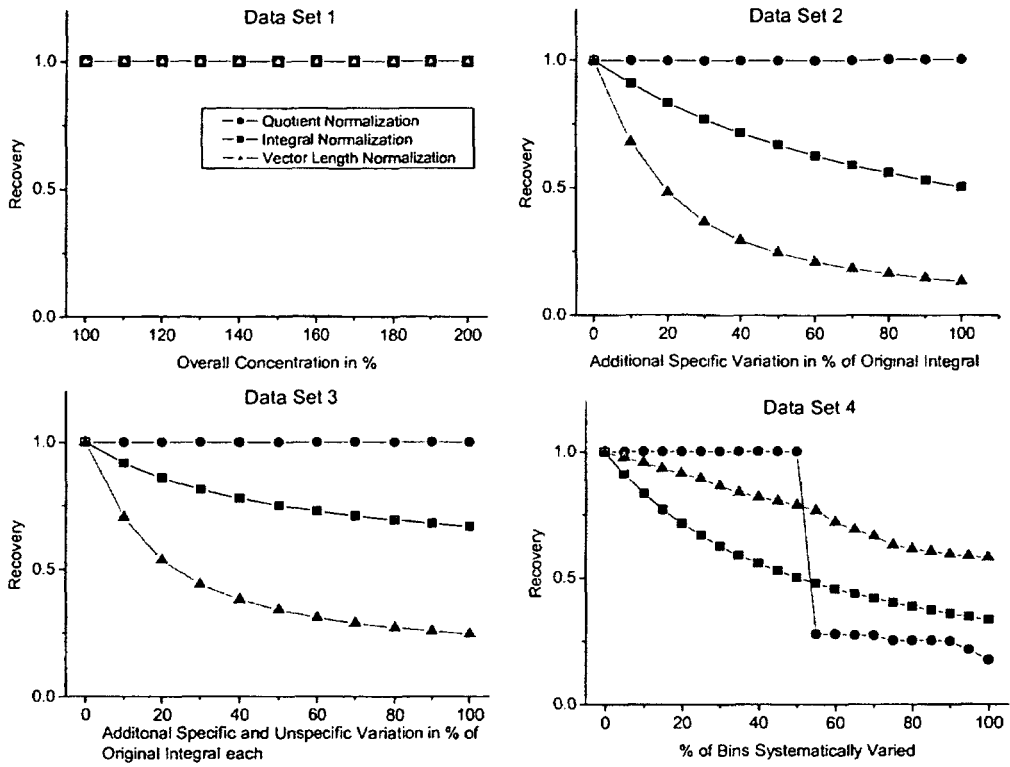 Data Set 1
1.0
0.5
0.0
Recovery
Quotient Normalization
Integral Normalization
Vector Length Normalization
100 120 140 160 180 200
Overall Concentration in %
Data Set 2
1.0
0.5
0.0
Recovery
0 20 40 60 80 100
Additional Specific Variation in % of Original Integral
Data Set 3
1.0
0.5
0.0
Recovery
0 20 40 60 80 100
Additonal Specific and Unspecific Variation in % of
Original Integral each
Data Set 4
1.0
0.5
0.0
Recovery
0 20 40 60 80 100
% of Bins Systematically Varied